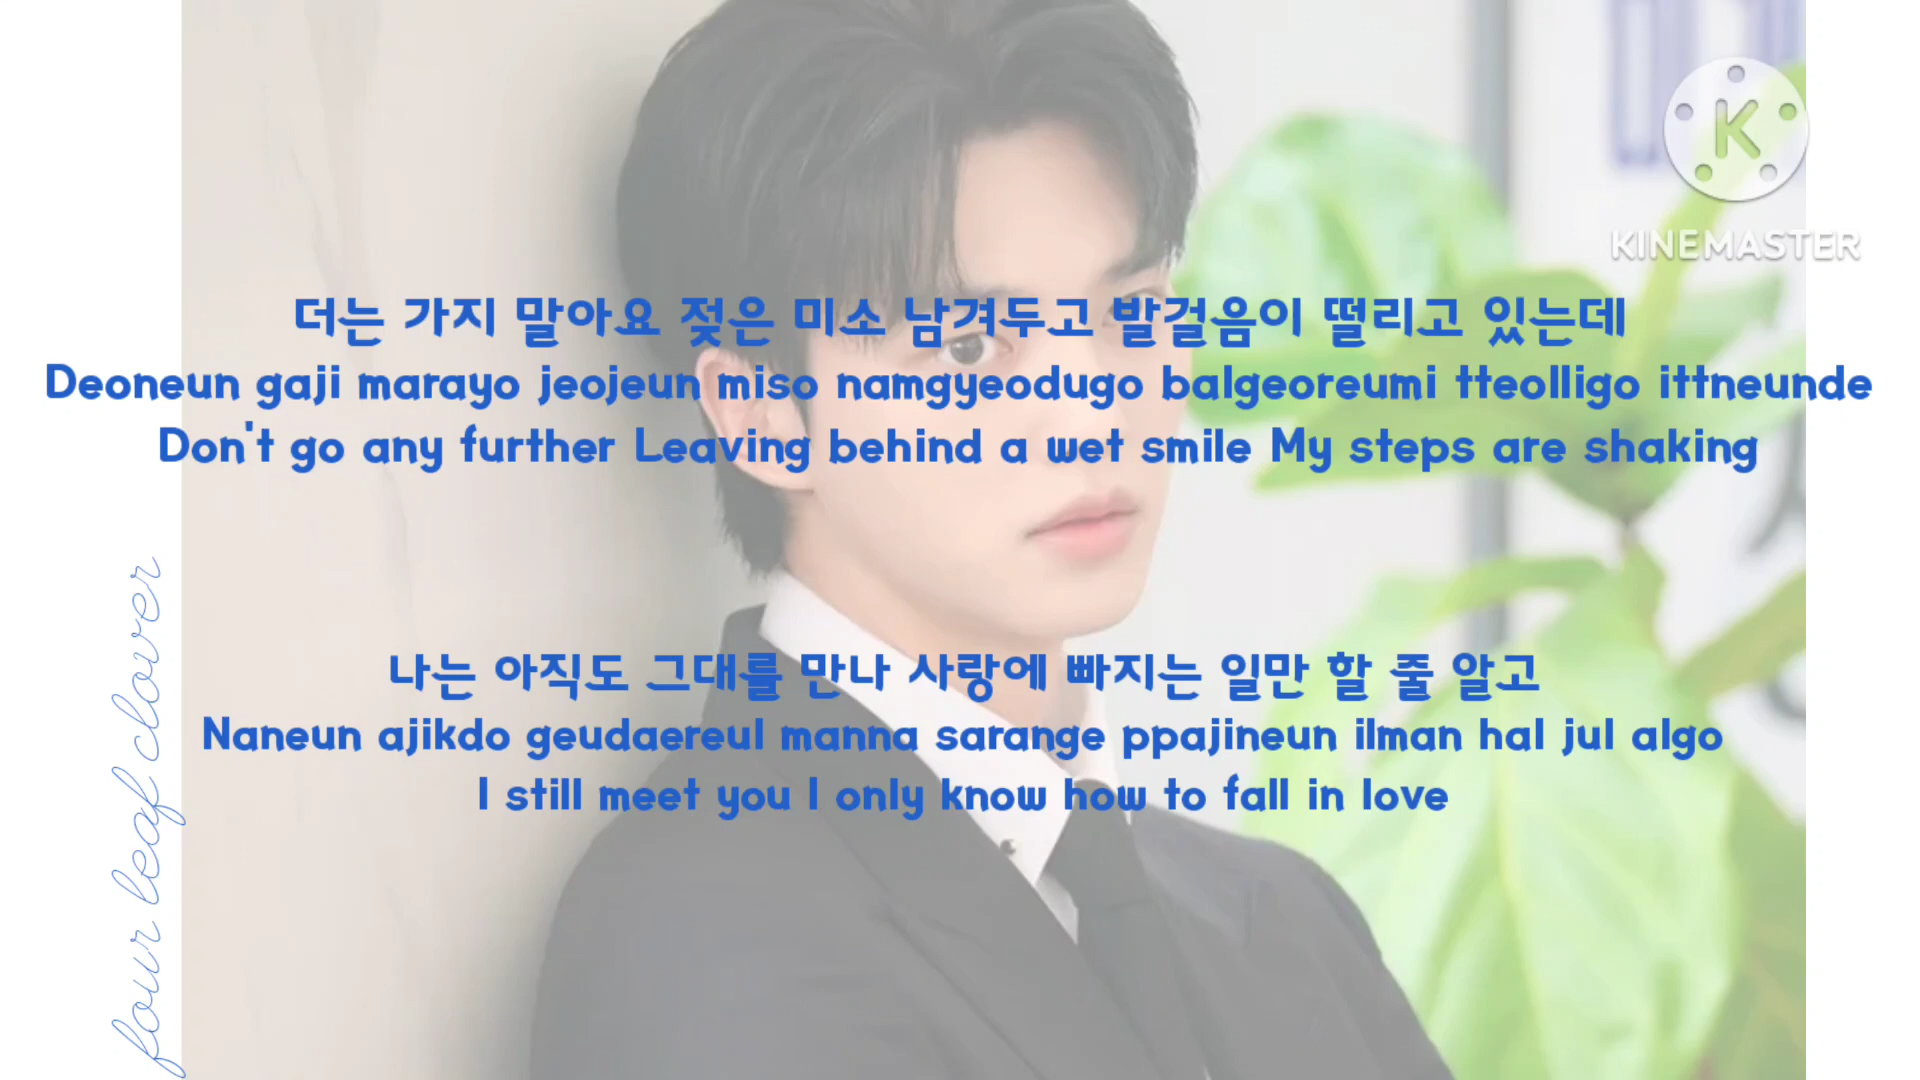 KINEMASTER
더는 가지 말아요 젖은 미소 남겨두고 발걸음이 떨리고 있는데
Deoneun gaji marayo jeojeun miso namgyeodugo balgeoreumi tteolligo ittneunde
Don't go any further Leaving behind a wet smile My steps are shaking
나는 아직도 그대를 만나 사랑에 빠지는 일만 할 줄 알고
Naneun ajikdo geudaereul manna sarange ppajineun ilman hal jul algo
I still meet you I only know how to fall in love
four leaf clover